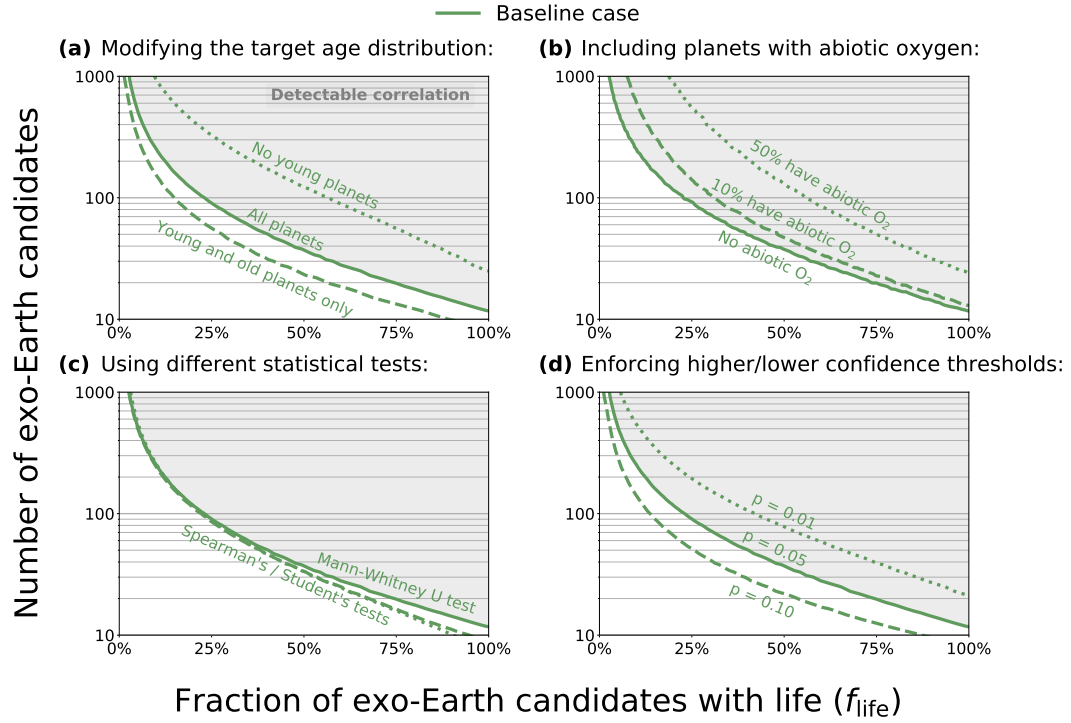 Baseline case
(a) Modifying the target age distribution:
(b) Including planets with abiotic oxygen:
1000
100
10
Detectable correlation
No young planets
All planets
Young and old planets only
0% 25% 50% 75% 100%
1000
100
10
50% have abiotic O₂
10% have abiotic O₂
No abiotic O₂
0% 25% 50% 75% 100%
(c) Using different statistical tests:
(d) Enforcing higher/lower confidence thresholds:
1000
100
10
Mann-Whitney U test
Spearman's / Student's tests
0% 25% 50% 75% 100%
1000
100
10
p = 0.01
p = 0.05
p = 0.10
0% 25% 50% 75% 100%
Number of exo-Earth candidates
Fraction of exo-Earth candidates with life (f_life)